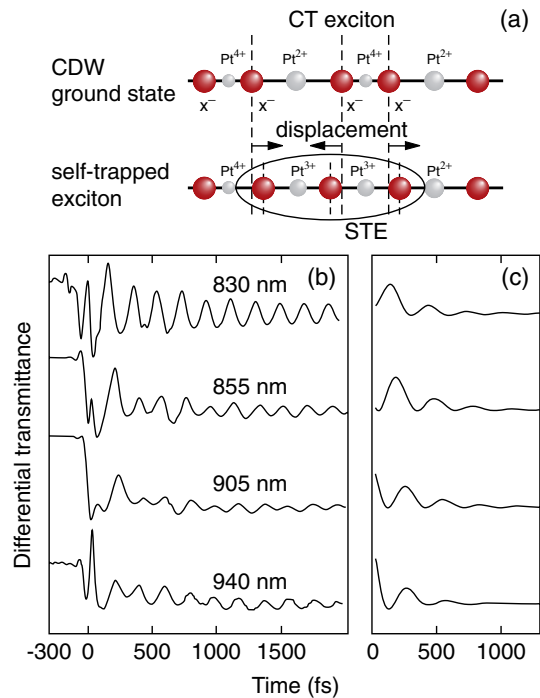 CT exciton
(a)
Pt⁴⁺ Pt²⁺ Pt⁴⁺ Pt²⁺
CDW
ground state
x⁻ x⁻ x⁻ x⁻
displacement
self-trapped
exciton
Pt⁴⁺ Pt³⁺ Pt³⁺ Pt²⁺
STE
(b)
(c)
830 nm
855 nm
905 nm
940 nm
Differential transmittance
-300 0 500 1000 1500
0 1000
Time (fs)